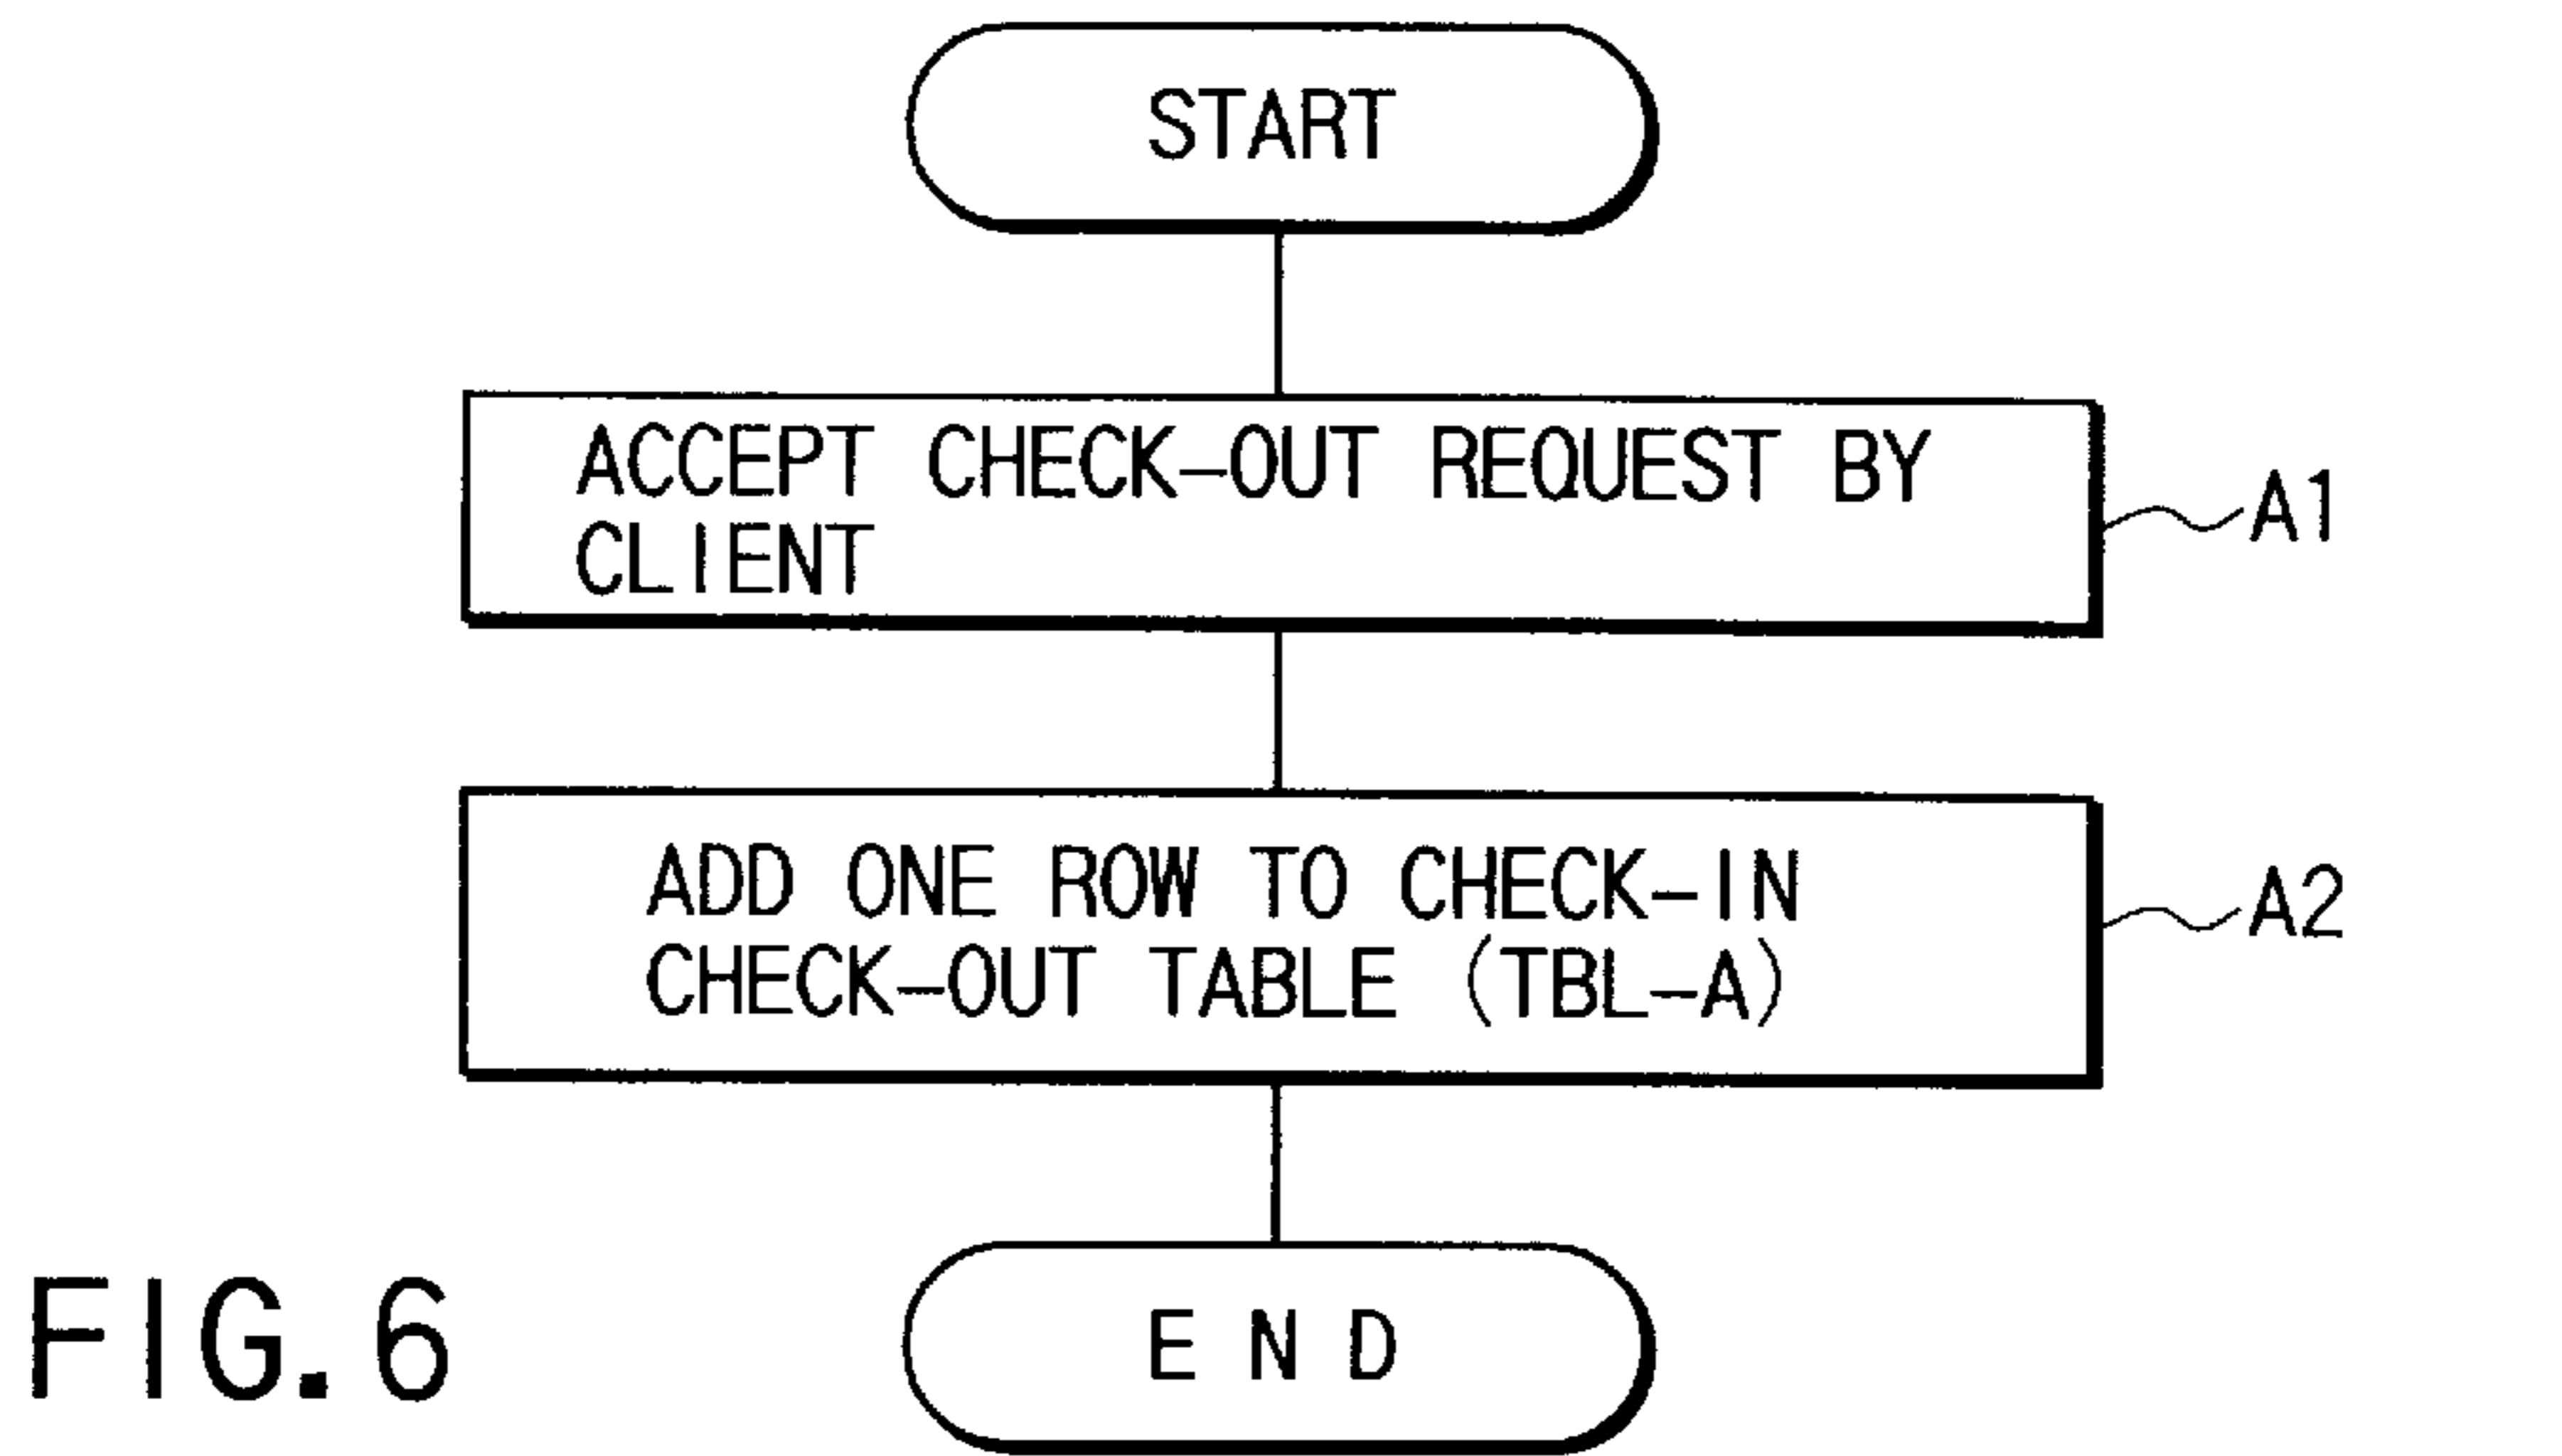 START
ACCEPT CHECK-OUT REQUEST BY
CLIENT
A1
ADD ONE ROW TO CHECK-IN
CHECK-OUT TABLE (TBL-A)
A2
END
FIG.6